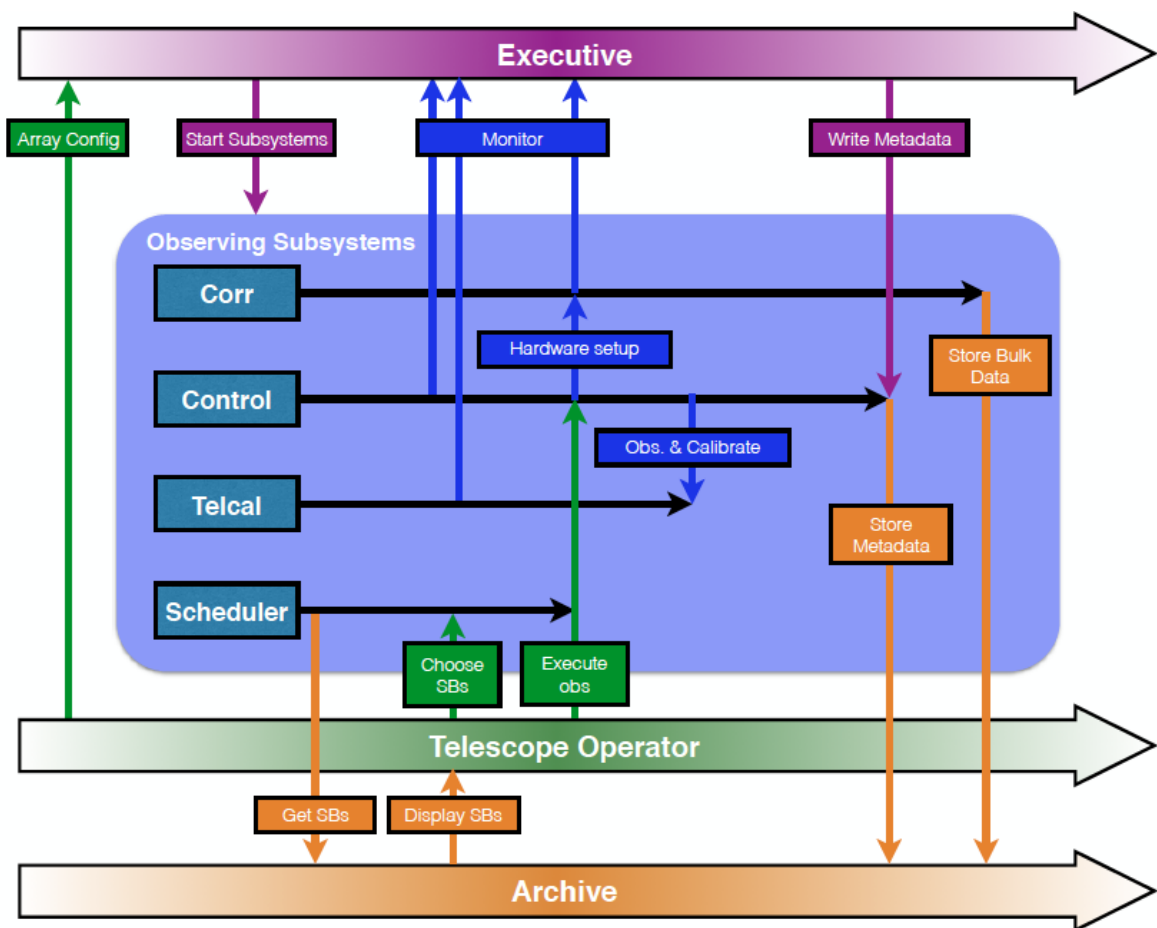 Executive
Array Config
Start Subsystems
Monitor
Write Metadata
Observing Subsystems
Corr
Hardware setup
Store Bulk
Data
Control
Obs. & Calibrate
Telcal
Store
Metadata
Scheduler
Choose
SBs
Execute
obs
Telescope Operator
Get SBs
Display SBs
Archive